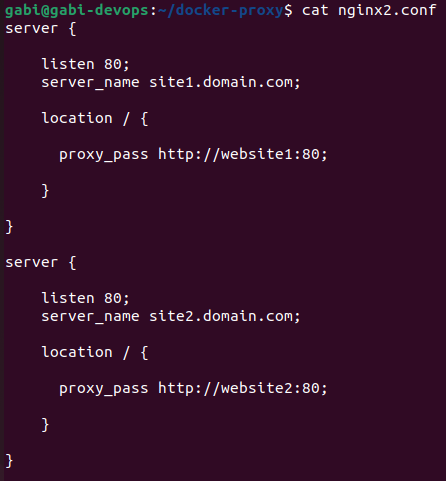 gabi@gabi-devops:~/docker-proxy$ cat nginx2.conf
server {
listen 80;
server_name site1.domain.com;
location / {
proxy_pass http://website1:80;
}
}
server {
listen 80;
server_name site2.domain.com;
location / {
proxy_pass http://website2:80;
}
}